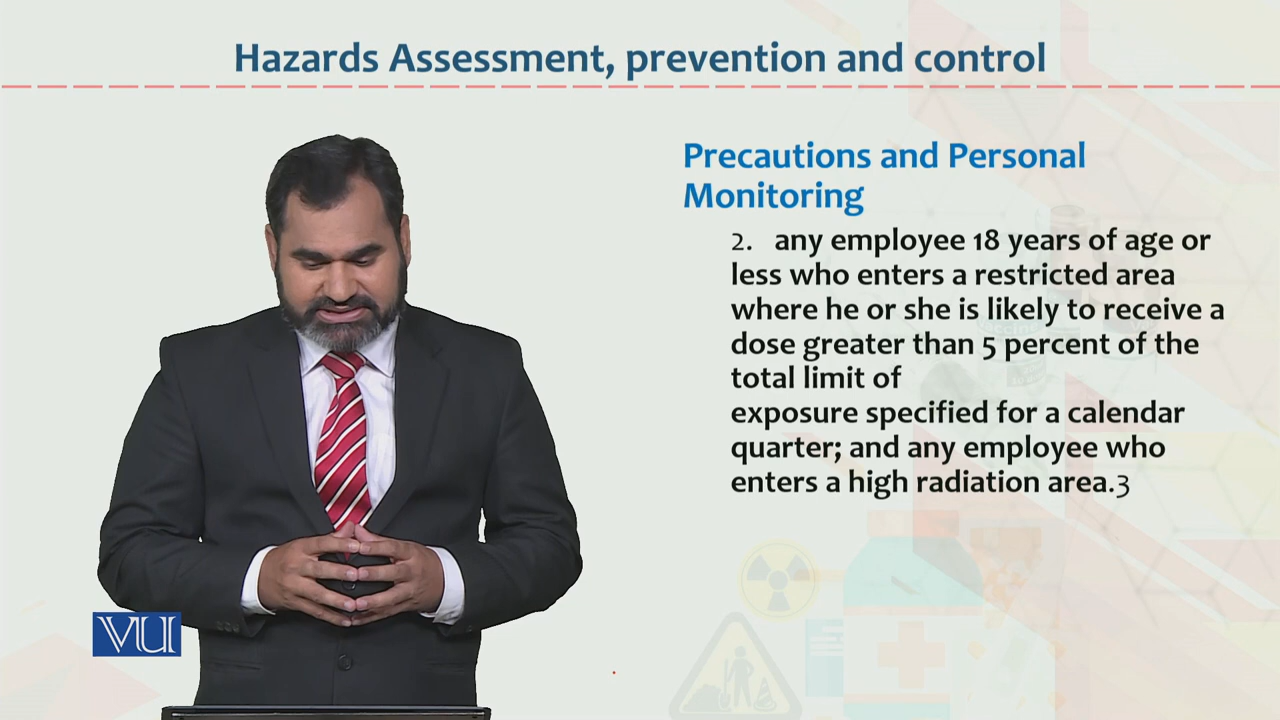 Hazards Assessment, prevention and control
Precautions and Personal
Monitoring
2. any employee 18 years of age or
less who enters a restricted area
where he or she is likely to receive a
dose greater than 5 percent of the
total limit of
exposure specified for a calendar
quarter; and any employee who
enters a high radiation area.3
VU